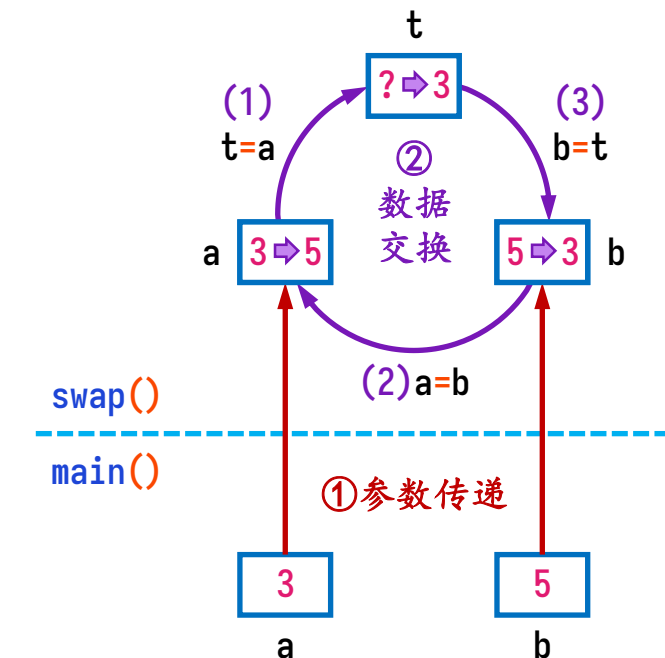 t
?➡3
(1)
t=a
(3)
b=t
②
数据
交换
a
3➡5
5➡3
b
(2)a=b
swap()
main()
①参数传递
3
5
a
b